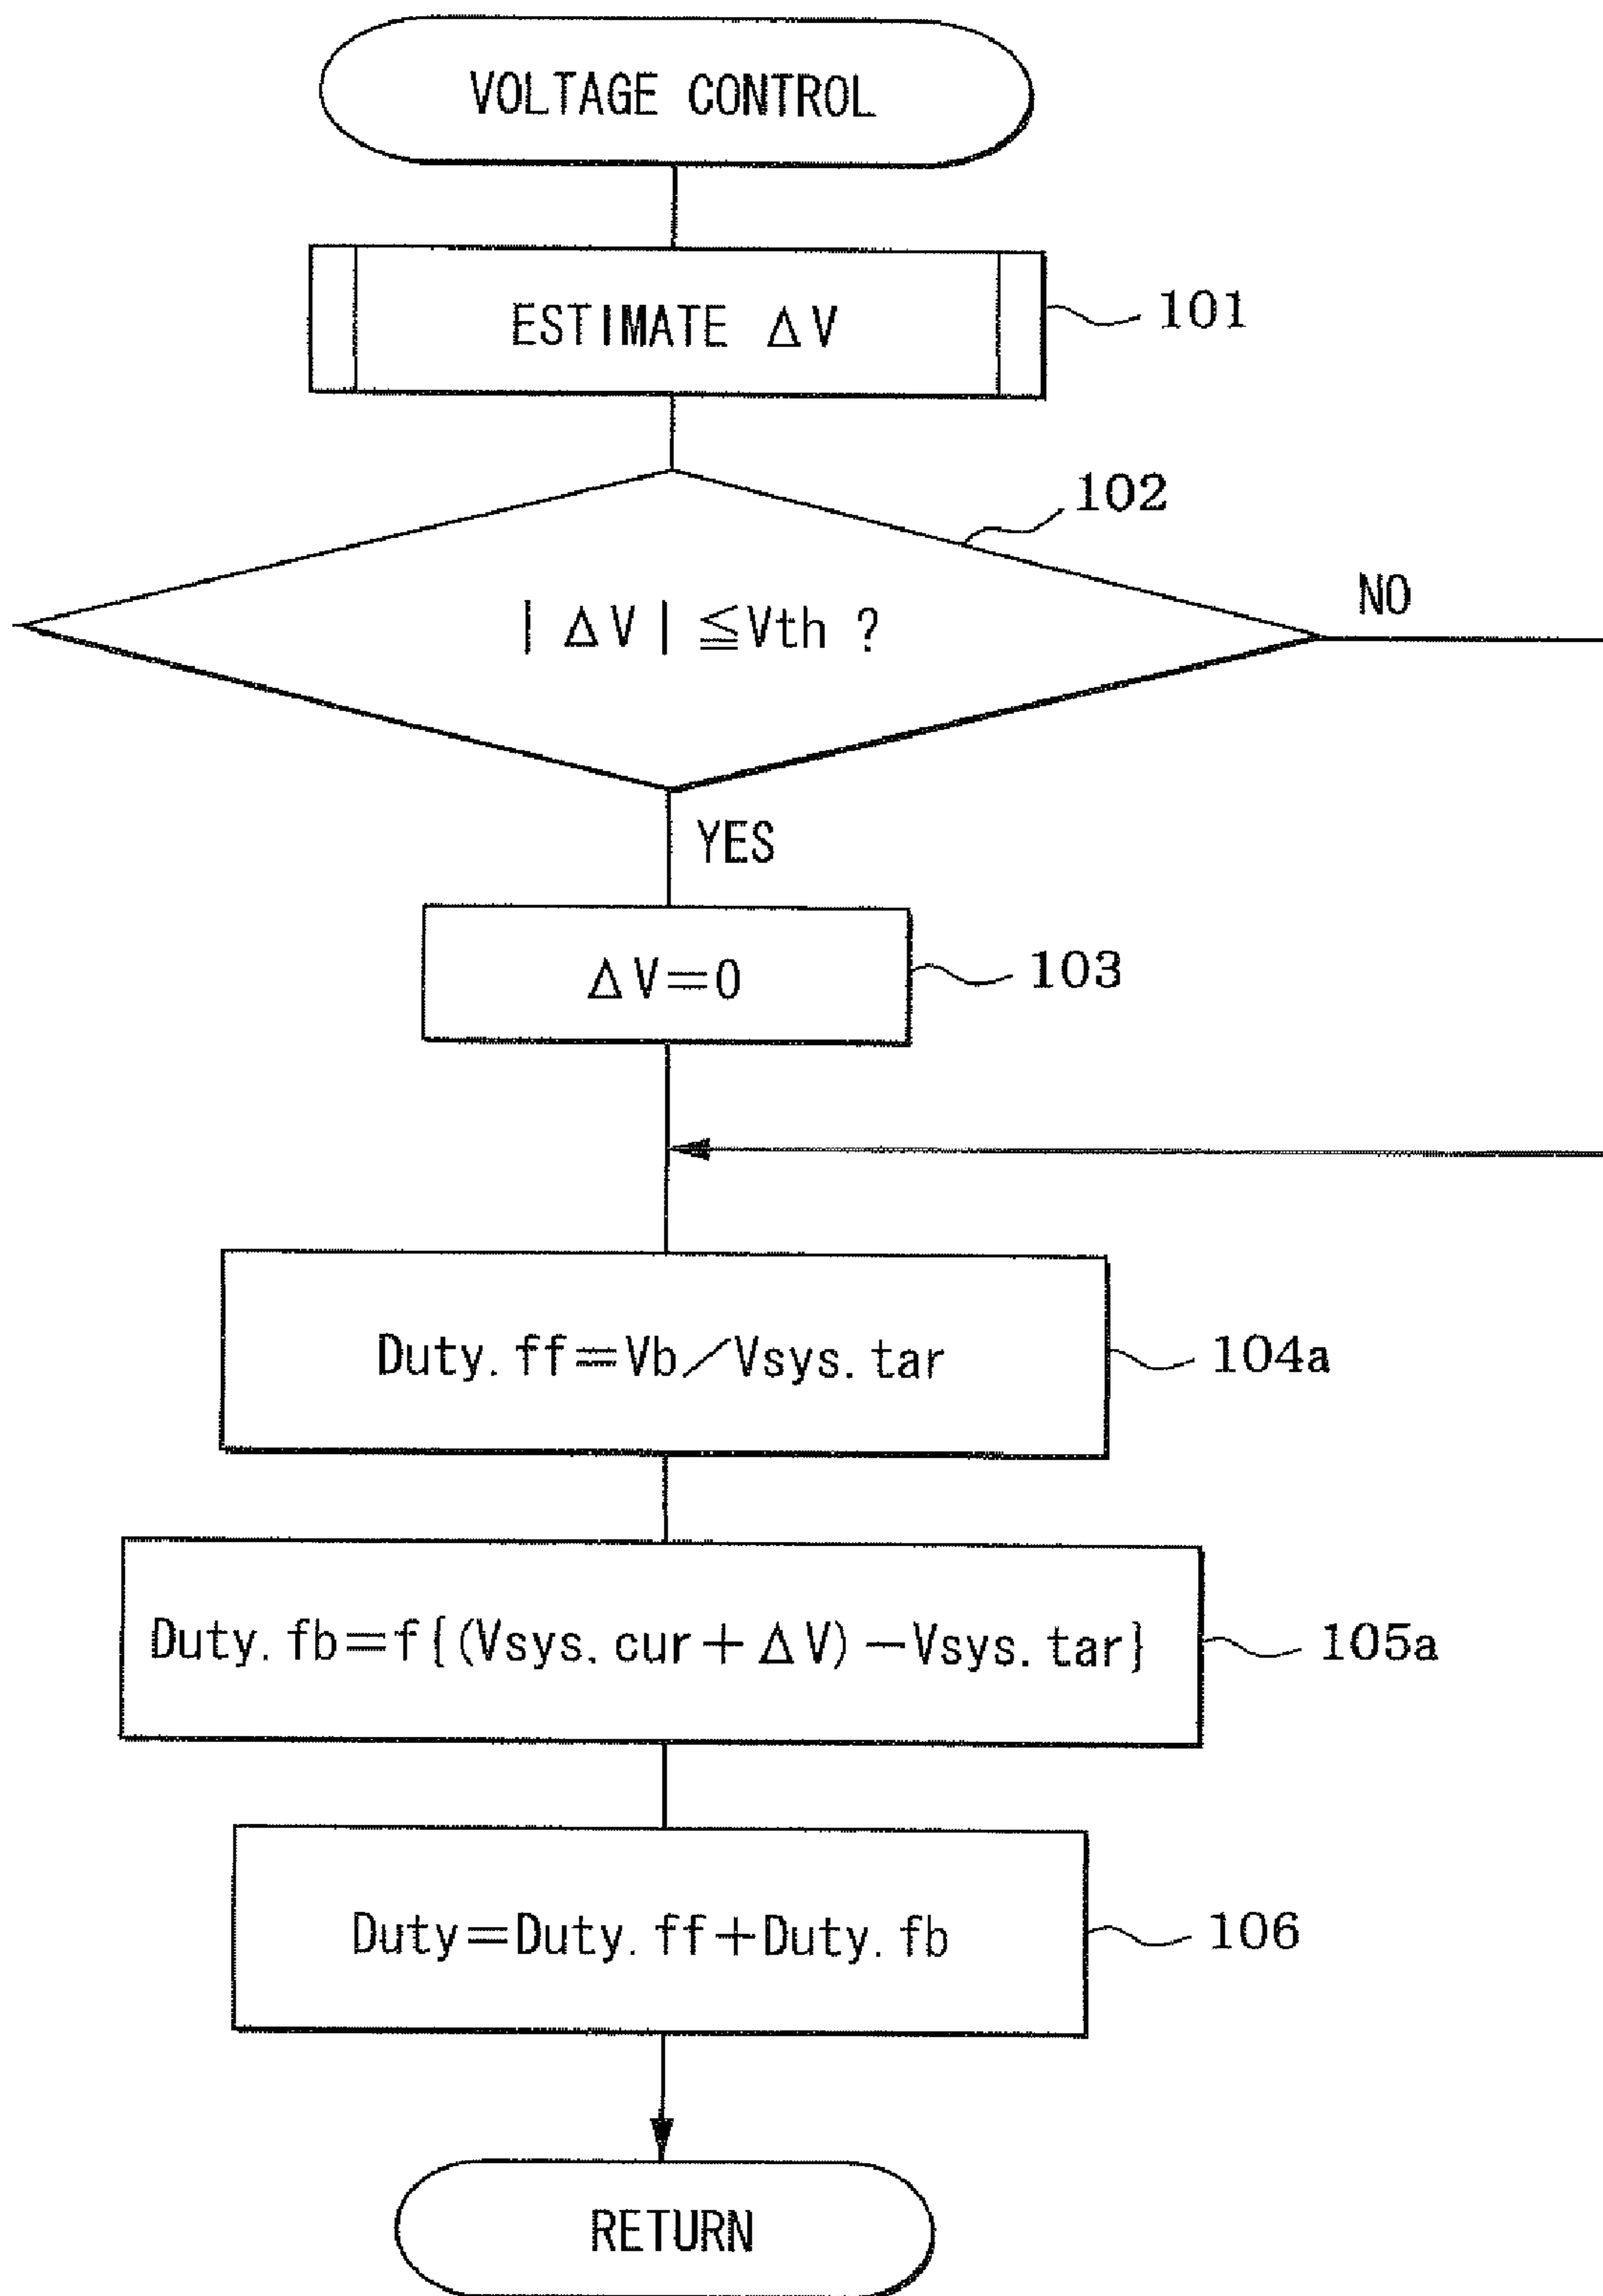 VOLTAGE CONTROL
ESTIMATE ΔV
101
102
| ΔV | ≦Vth ?
NO
YES
ΔV=0
103
Duty.ff=Vb/Vsys.tar
104a
Duty.fb=f{(Vsys.cur+ΔV)-Vsys.tar}
105a
Duty=Duty.ff+Duty.fb
106
RETURN